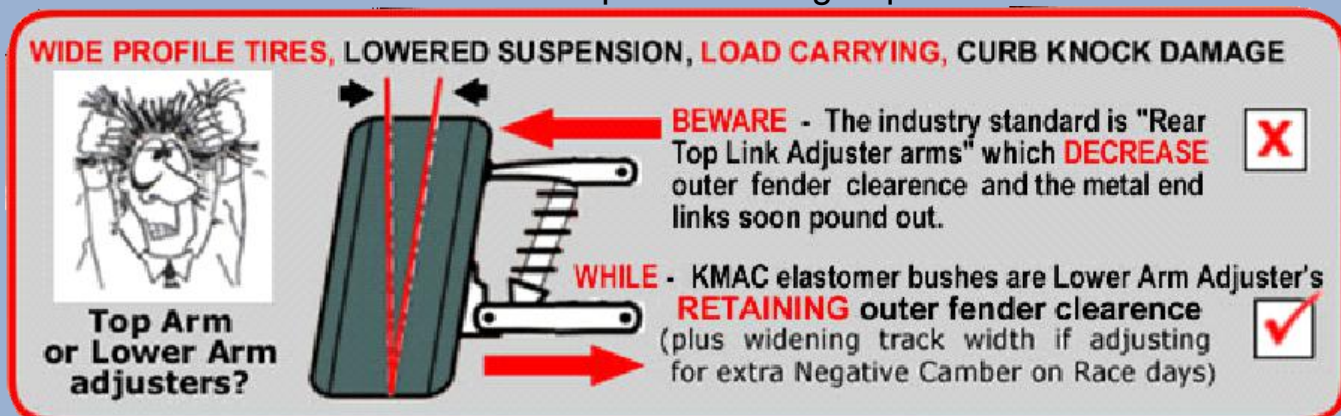 WIDE PROFILE TIRES, LOWERED SUSPENSION, LOAD CARRYING, CURB KNOCK DAMAGE
BEWARE - The industry standard is "Rear
Top Link Adjuster arms" which DECREASE
outer fender clearence and the metal end
links soon pound out.
X
WHILE - KMAC elastomer bushes are Lower Arm Adjuster's
RETAINING outer fender clearence
(plus widening track width if adjusting
for extra Negative Camber on Race days)
Top Arm
or Lower Arm
adjusters?